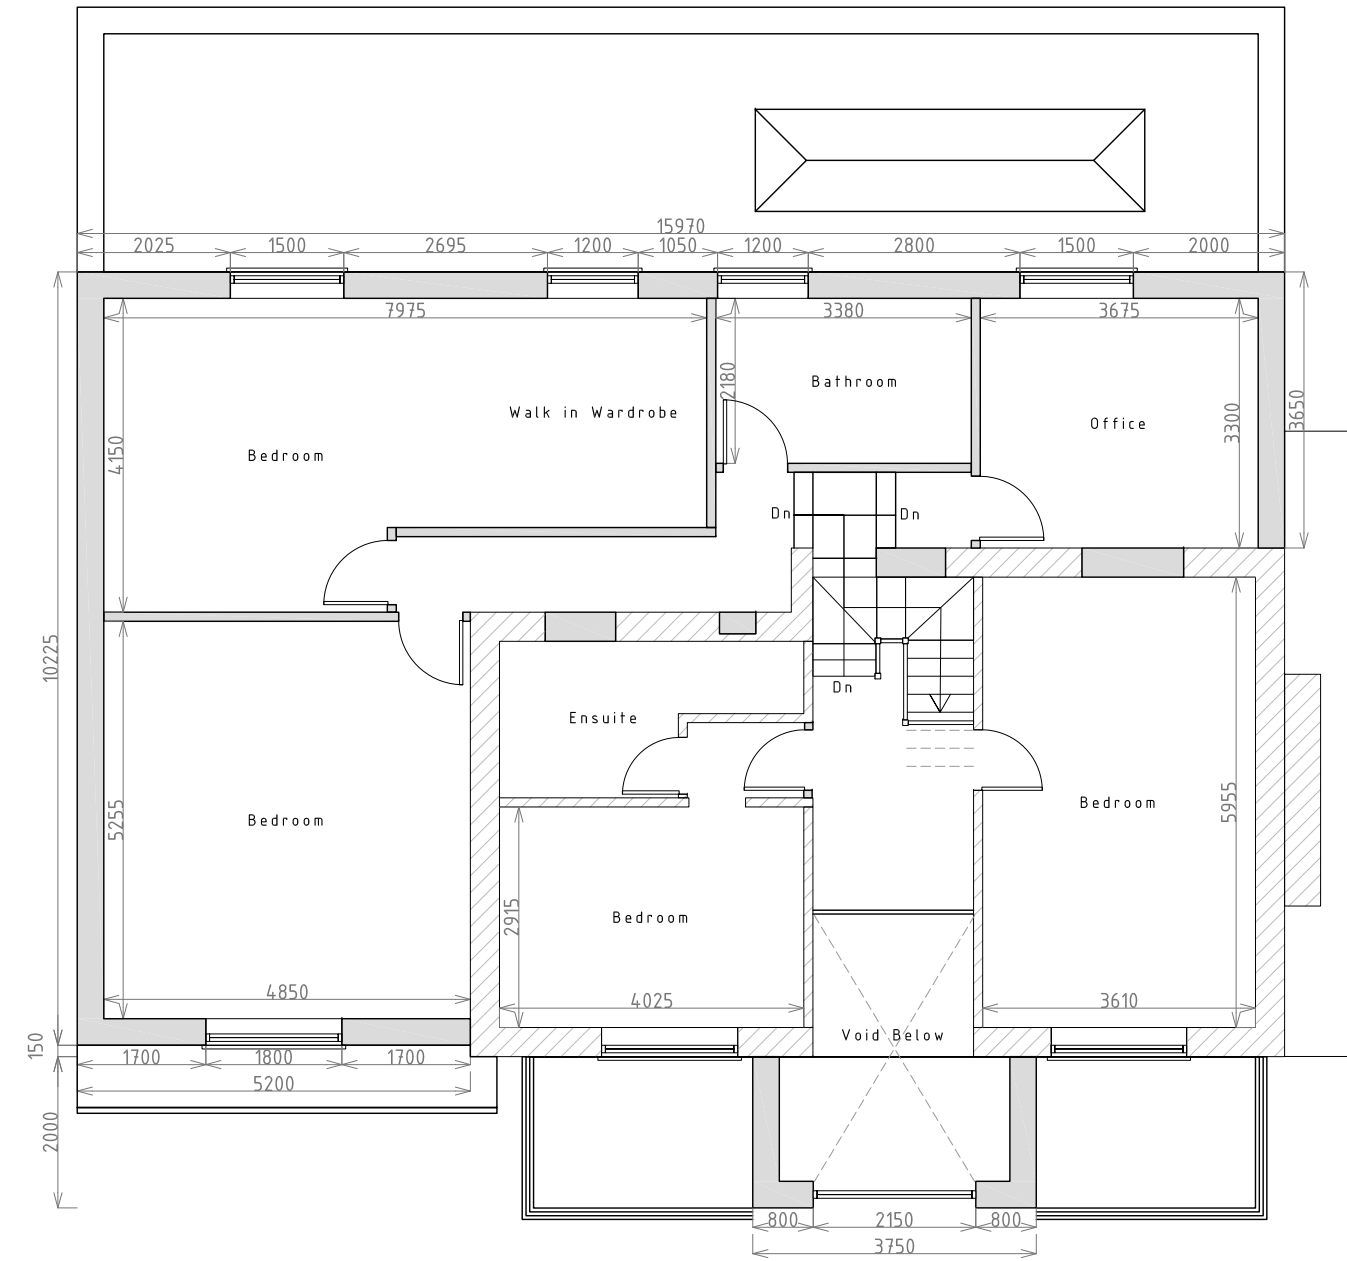 15970
2025 1500 2695 1200 1050 1200 2800 1500 2000
7975 3380 3675
2180
Bathroom
3650
Walk in Wardrobe
3300
Office
4150
Bedroom
Dn Dn
10225
Dn
Ensuite
5255
Bedroom
5955
Bedroom
2915
Bedroom
4850
4025
3610
Void Below
150
1700 1800 1700
5200
2000
800 2150 800
3750